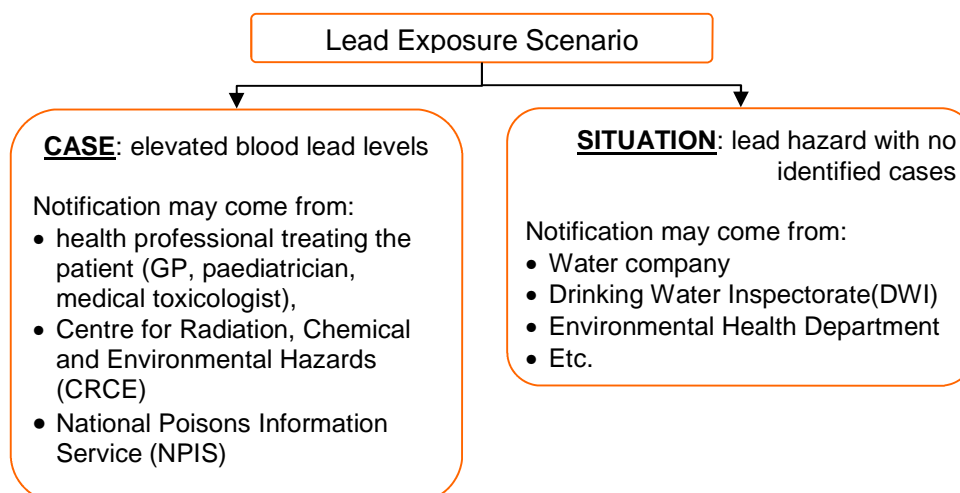 Lead Exposure Scenario
CASE: elevated blood lead levels
Notification may come from:
• health professional treating the
patient (GP, paediatrician,
medical toxicologist),
• Centre for Radiation, Chemical
and Environmental Hazards
(CRCE)
• National Poisons Information
Service (NPIS)
SITUATION: lead hazard with no
identified cases
Notification may come from:
• Water company
• Drinking Water Inspectorate(DWI)
• Environmental Health Department
• Etc.